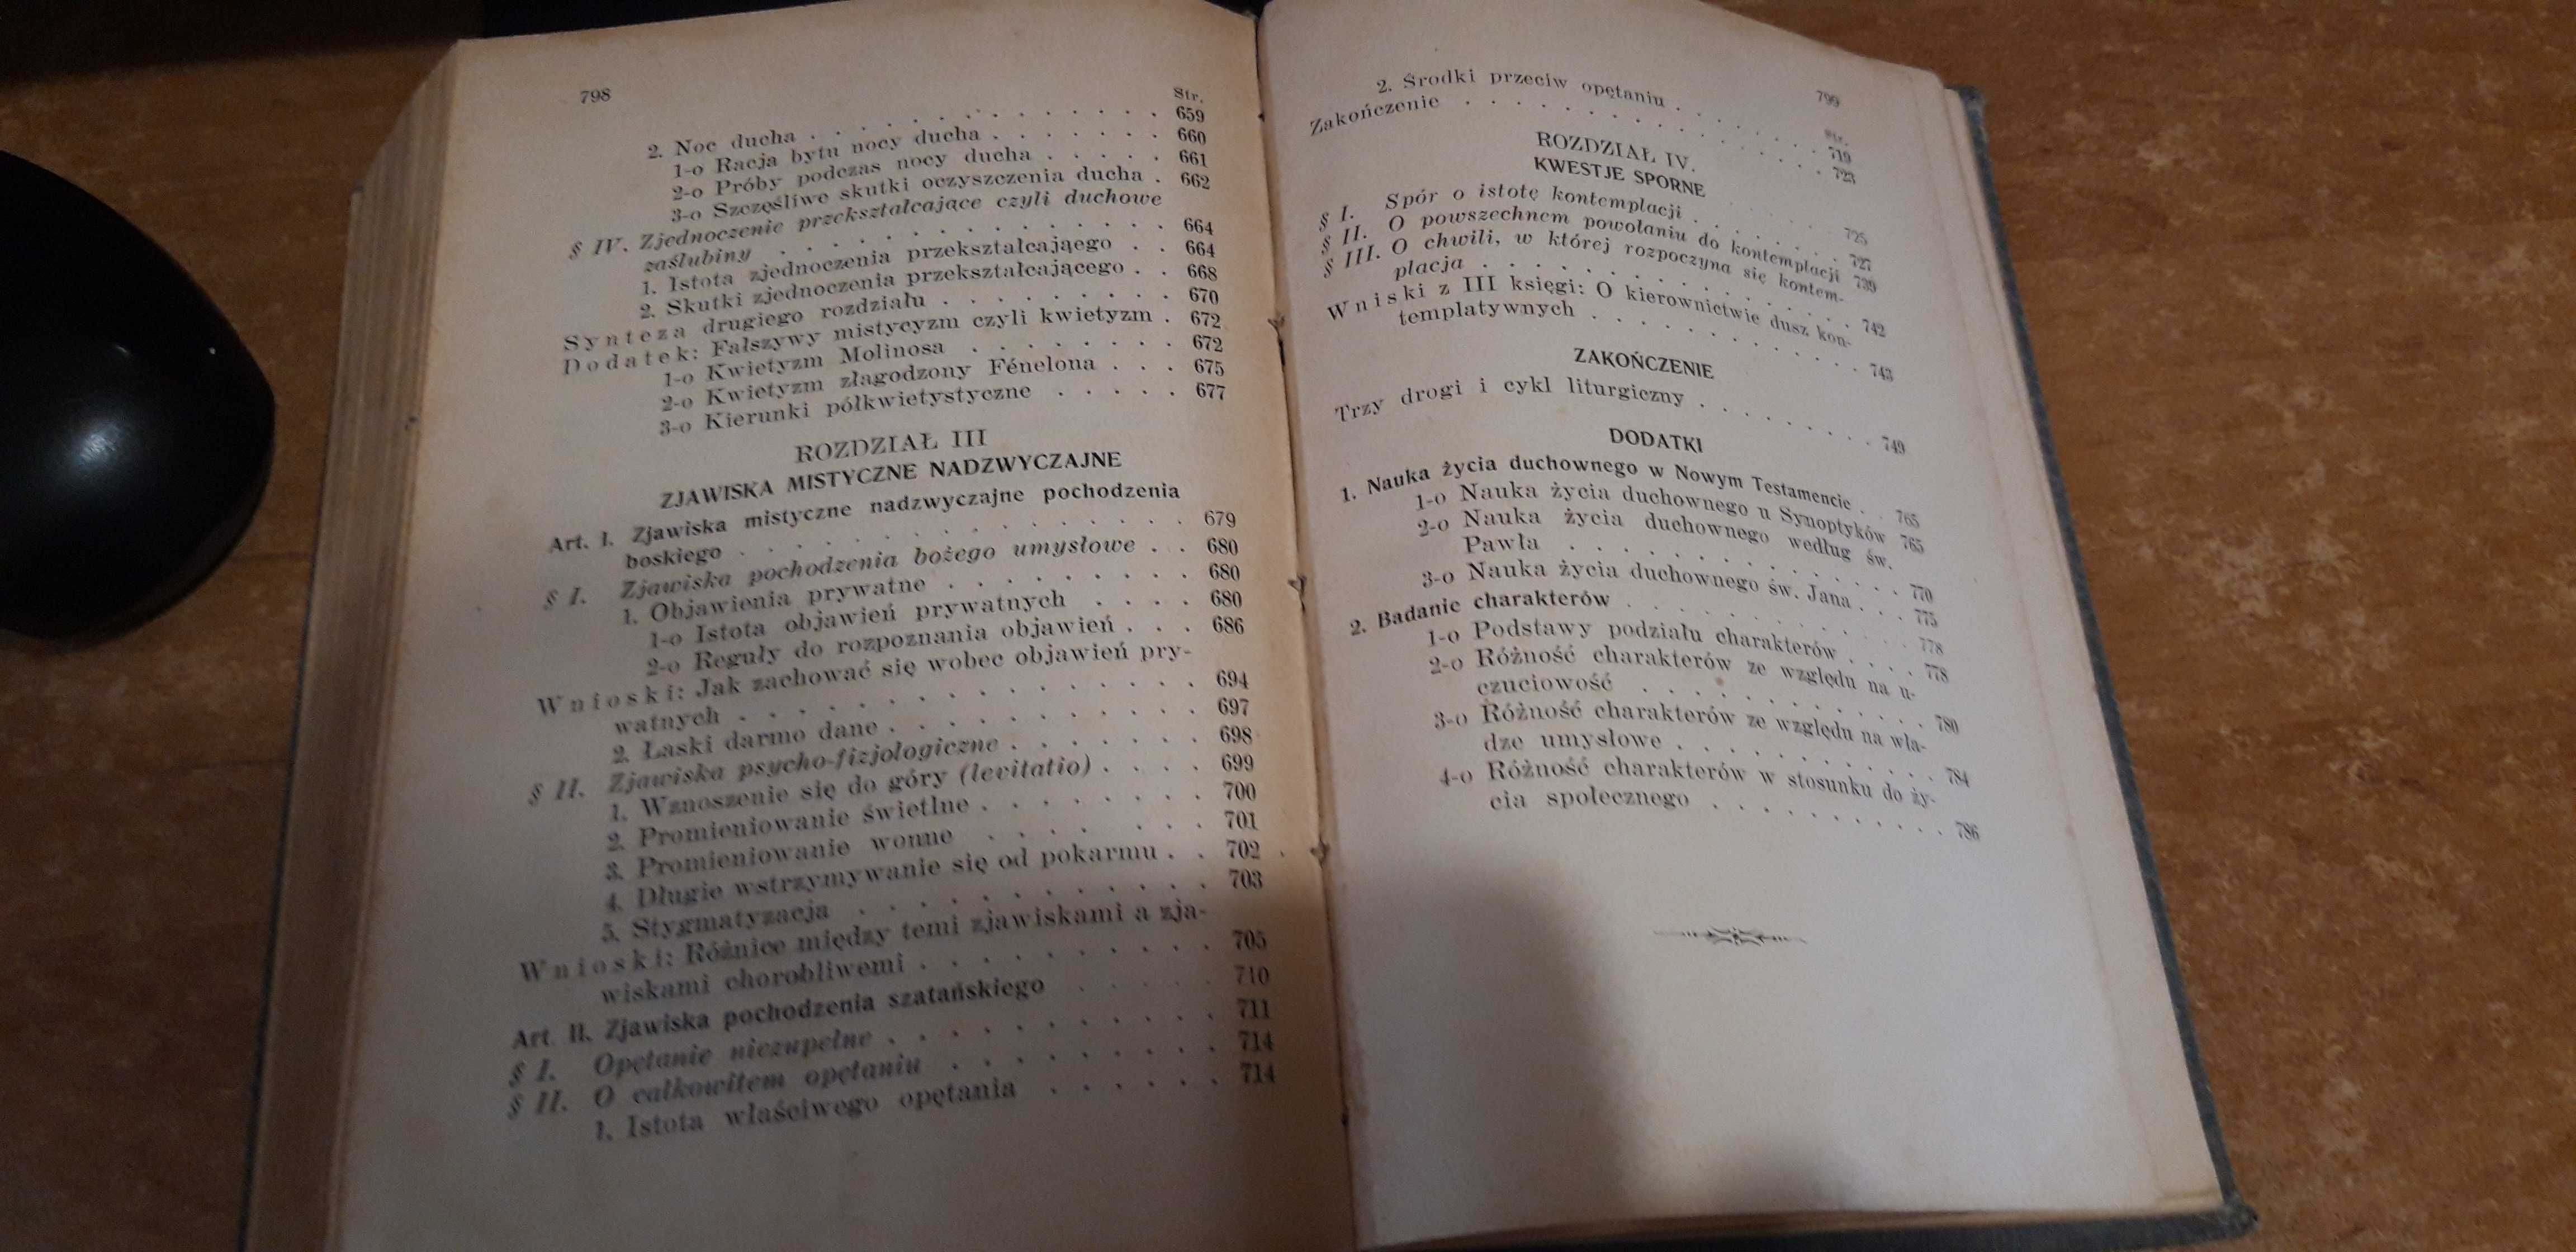 798
Str.
2. Noc ducha . . . . . . . . . . . . . 659
1-o Racja bytu nocy ducha . . . . . . . 660
2-o Próby podczas nocy ducha . . . . . 661
3-o Szczęśliwe skutki oczyszczenia ducha . 662
§ IV. Zjednoczenie przekształcające czyli duchowe
zaślubiny . . . . . . . . . . . . . 664
1. Istota zjednoczenia przekształcającego . . 664
2. Skutki zjednoczenia przekształcającego . . 668
Synteza drugiego rozdziału . . . . . . . . . 670
Dodatek: Fałszywy mistycyzm czyli kwietyzm . 672
1-o Kwietyzm Molinosa . . . . . . . . 672
2-o Kwietyzm złagodzony Fénelona . . . 675
3-o Kierunki półkwietystyczne . . . . . 677
ROZDZIAŁ III
ZJAWISKA MISTYCZNE NADZWYCZAJNE
Art. I. Zjawiska mistyczne nadzwyczajne pochodzenia
boskiego . . . . . . . . . . . . . . 679
§ I. Zjawiska pochodzenia bożego umysłowe . . 680
1. Objawienia prywatne . . . . . . . . . 680
1-o Istota objawień prywatnych . . . . 680
2-o Reguły do rozpoznania objawień . . . 686
Wnioski: Jak zachować się wobec objawień pry-
watnych . . . . . . . . . . . . . . 694
2. Łaski darmo dane . . . . . . . . . . . 697
§ II. Zjawiska psycho-fizjologiczne . . . . . . . 698
1. Wznoszenie się do góry (levitatio) . . . . 699
2. Promieniowanie świetlne . . . . . . . . 700
3. Promieniowanie wonne . . . . . . . 701
4. Długie wstrzymywanie się od pokarmu . . 702
5. Stygmatyzacja . . . . . . . . . . . . 703
Wnioski: Różnice między temi zjawiskami a zja-
wiskami chorobliwemi . . . . . . . . . . 705
Art. II. Zjawiska pochodzenia szatańskiego . . . . . 710
§ I. Opętanie niezupełne . . . . . . . . . . . 711
§ II. O całkowitem opętaniu . . . . . . . . . 714
1. Istota właściwego opętania . . . . . . 714
799
Str.
2. Środki przeciw opętaniu . . . . . . 719
Zakończenie . . . . . . . . . . . . . . 723
ROZDZIAŁ IV.
KWESTJE SPORNE
§ I. Spór o istotę kontemplacji . . . . . . . 725
§ II. O powszechnem powołaniu do kontemplacji 727
§ III. O chwili, w której rozpoczyna się kontem- 739
placja . . . . . . . . . . . . . . 742
Wniski z III księgi: O kierownictwie dusz kon-
templatywnych . . . . . . . . . . . 743
ZAKOŃCZENIE
Trzy drogi i cykl liturgiczny . . . . . . . . 749
DODATKI
1. Nauka życia duchownego w Nowym Testamencie . . 765
1-o Nauka życia duchownego u Synoptyków 765
2-o Nauka życia duchownego według św.
Pawła . . . . . . . . . . . . . 770
3-o Nauka życia duchownego św. Jana . . . 775
2. Badanie charakterów . . . . . . . . . . 778
1-o Podstawy podziału charakterów . . . . 778
2-o Różność charakterów ze względu na u-
czuciowość . . . . . . . . . . . 780
3-o Różność charakterów ze względu na wła-
dze umysłowe . . . . . . . . . . 784
4-o Różność charakterów w stosunku do ży-
cia społecznego . . . . . . . . . . 786